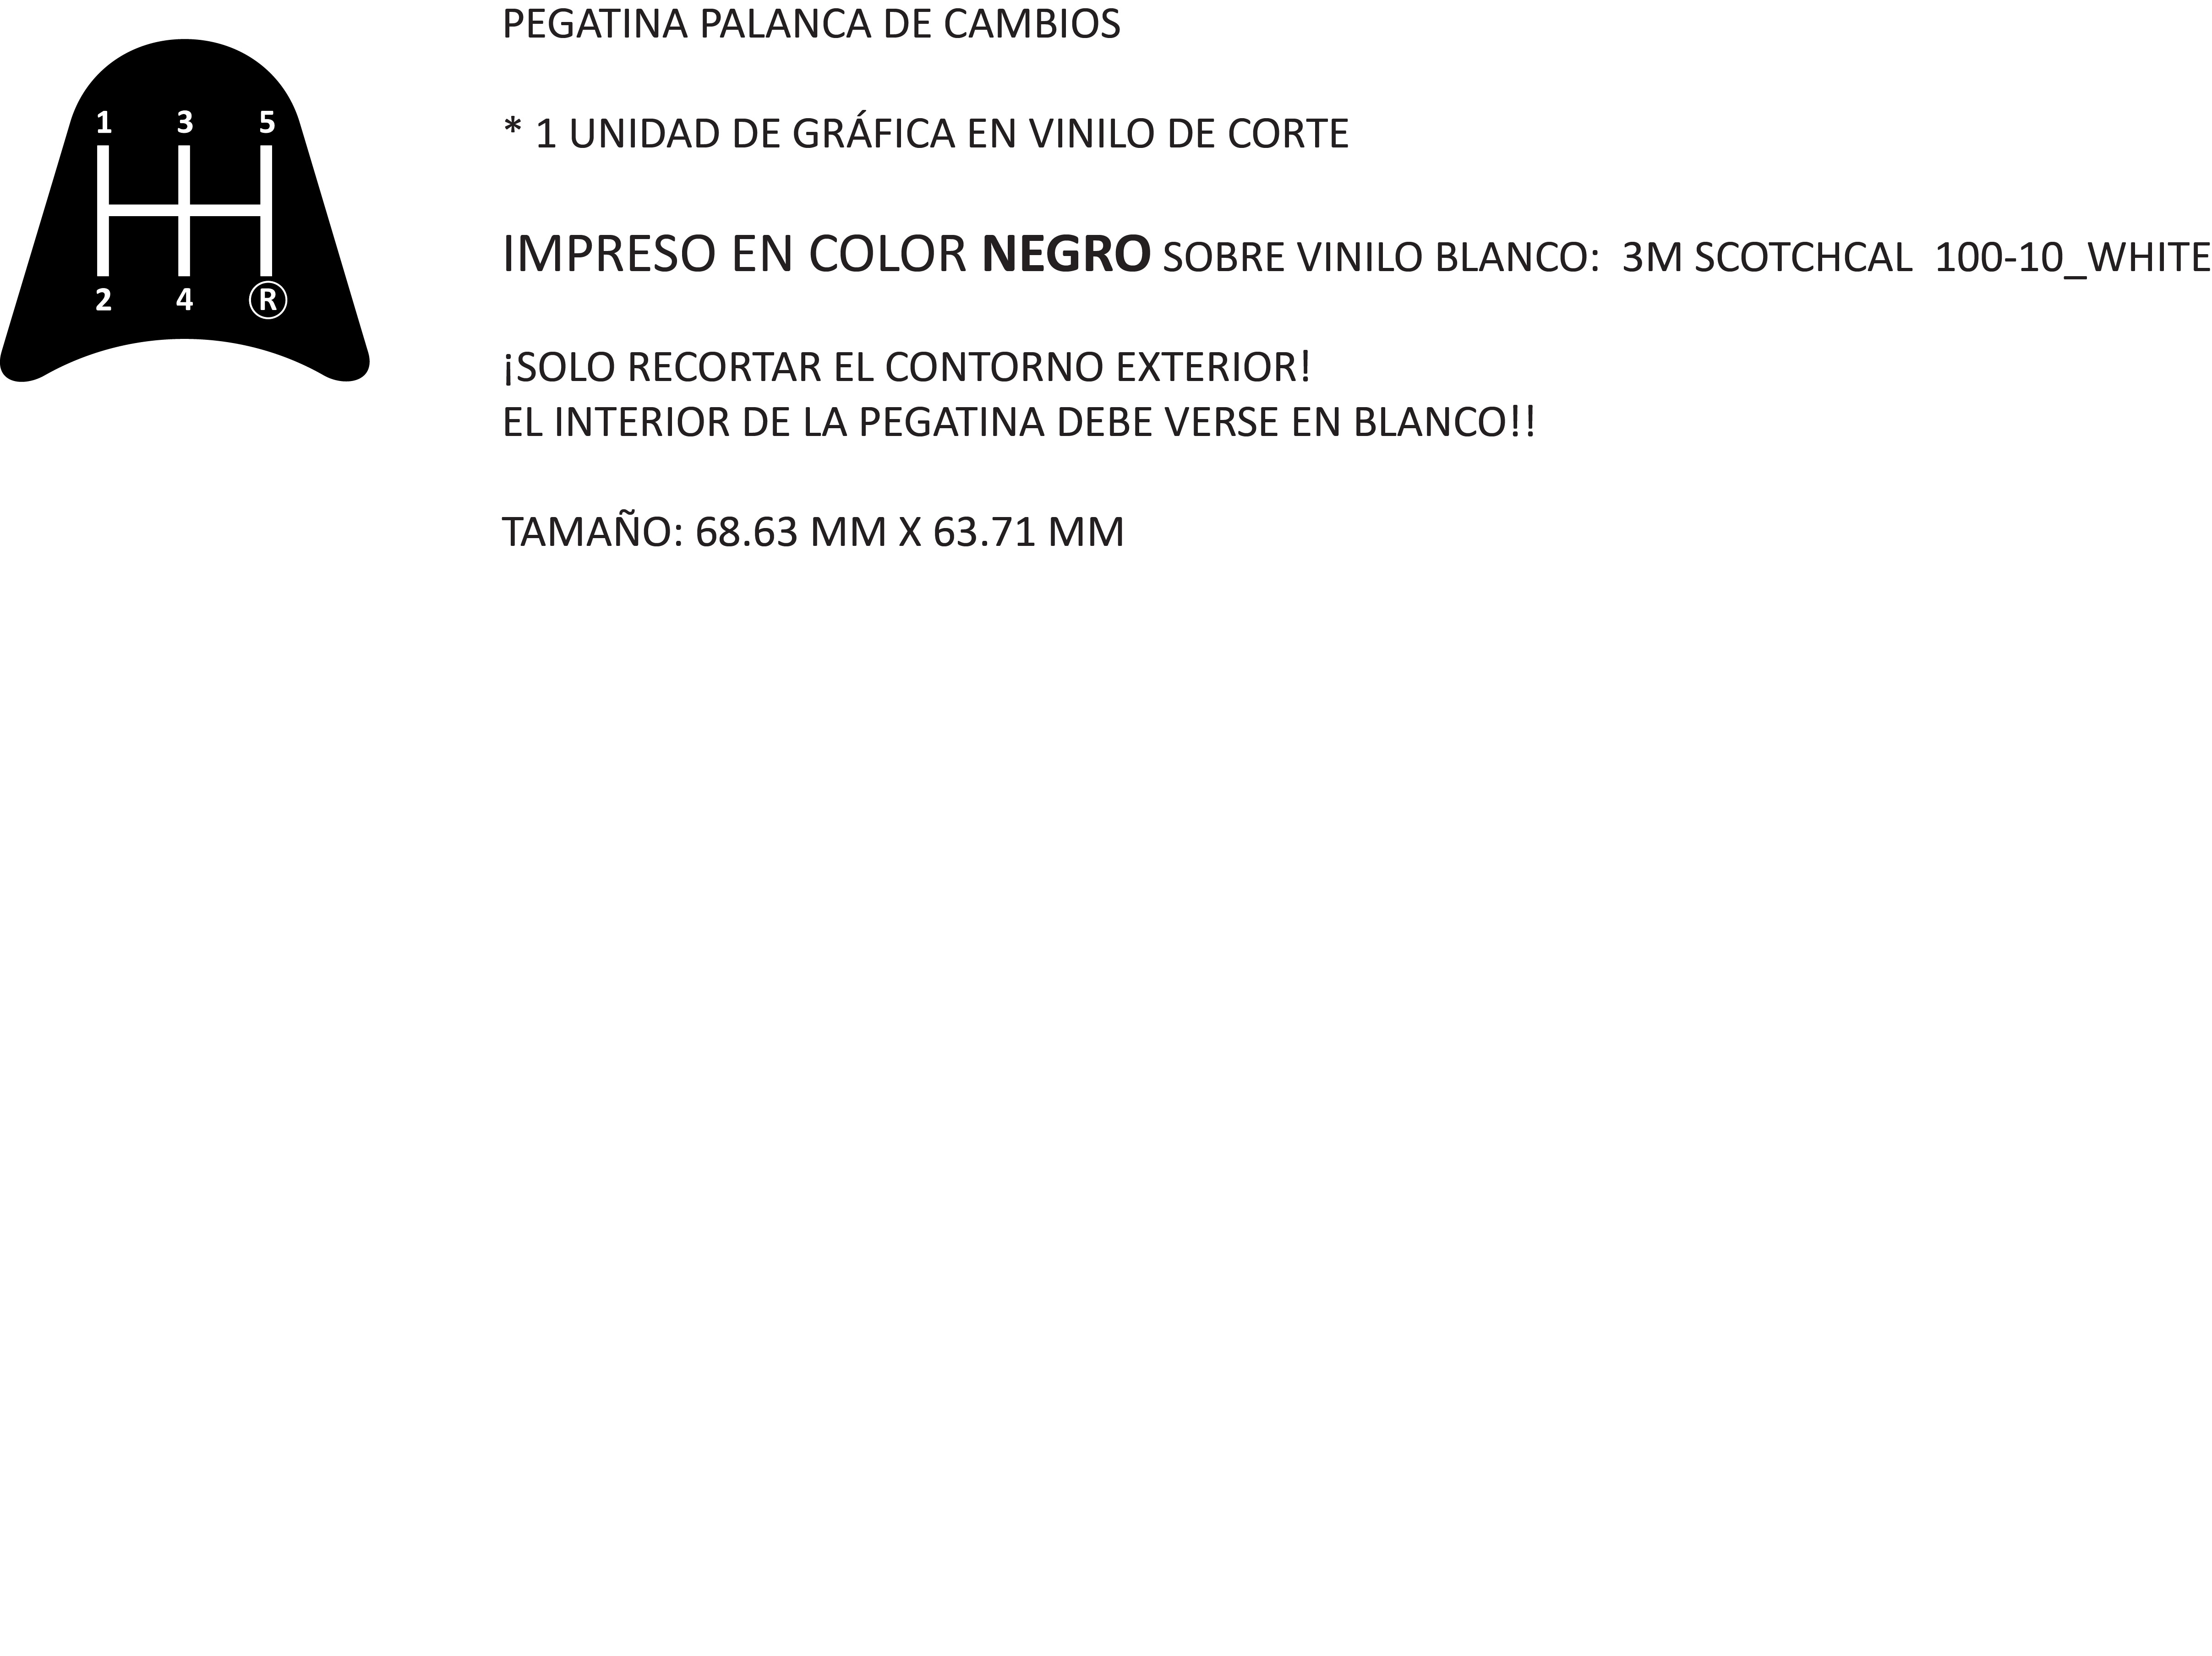 PEGATINA PALANCA DE CAMBIOS
1 3 5
* 1 UNIDAD DE GRÁFICA EN VINILO DE CORTE
IMPRESO EN COLOR NEGRO SOBRE VINIILO BLANCO:  3M SCOTCHCAL  100-10_WHITE
2 4 R
¡SOLO RECORTAR EL CONTORNO EXTERIOR!
EL INTERIOR DE LA PEGATINA DEBE VERSE EN BLANCO!!
TAMAÑO: 68.63 MM X 63.71 MM